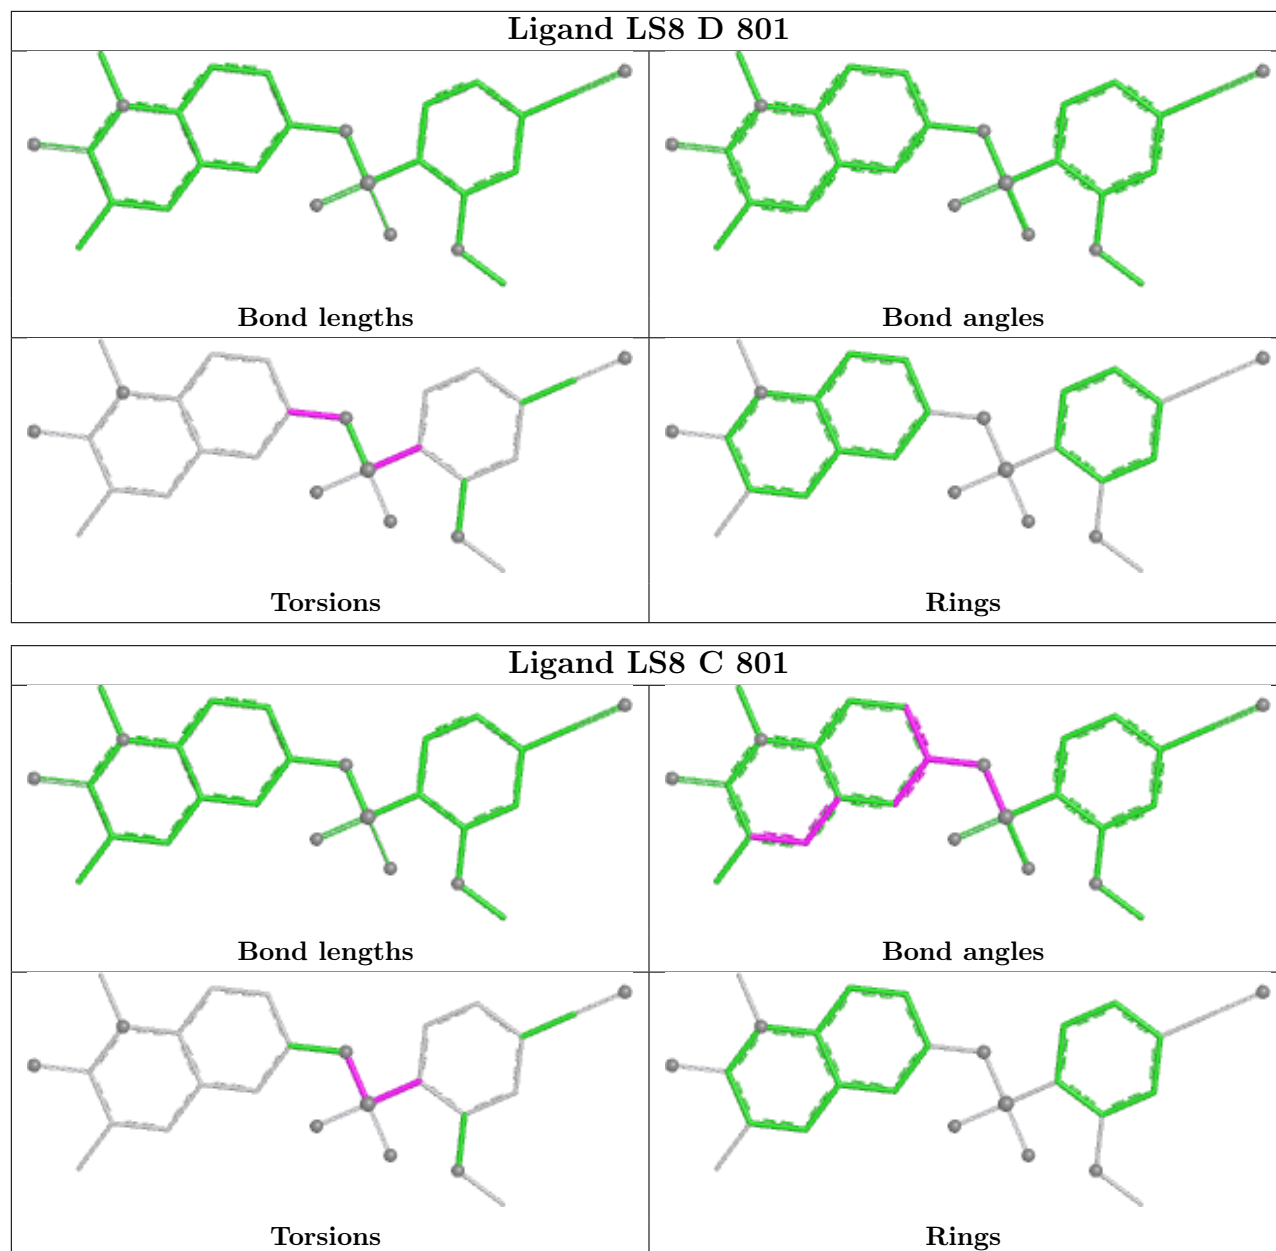 Ligand LS8 D 801
Bond lengths
Bond angles
Torsions
Rings
Ligand LS8 C 801
Bond lengths
Bond angles
Torsions
Rings